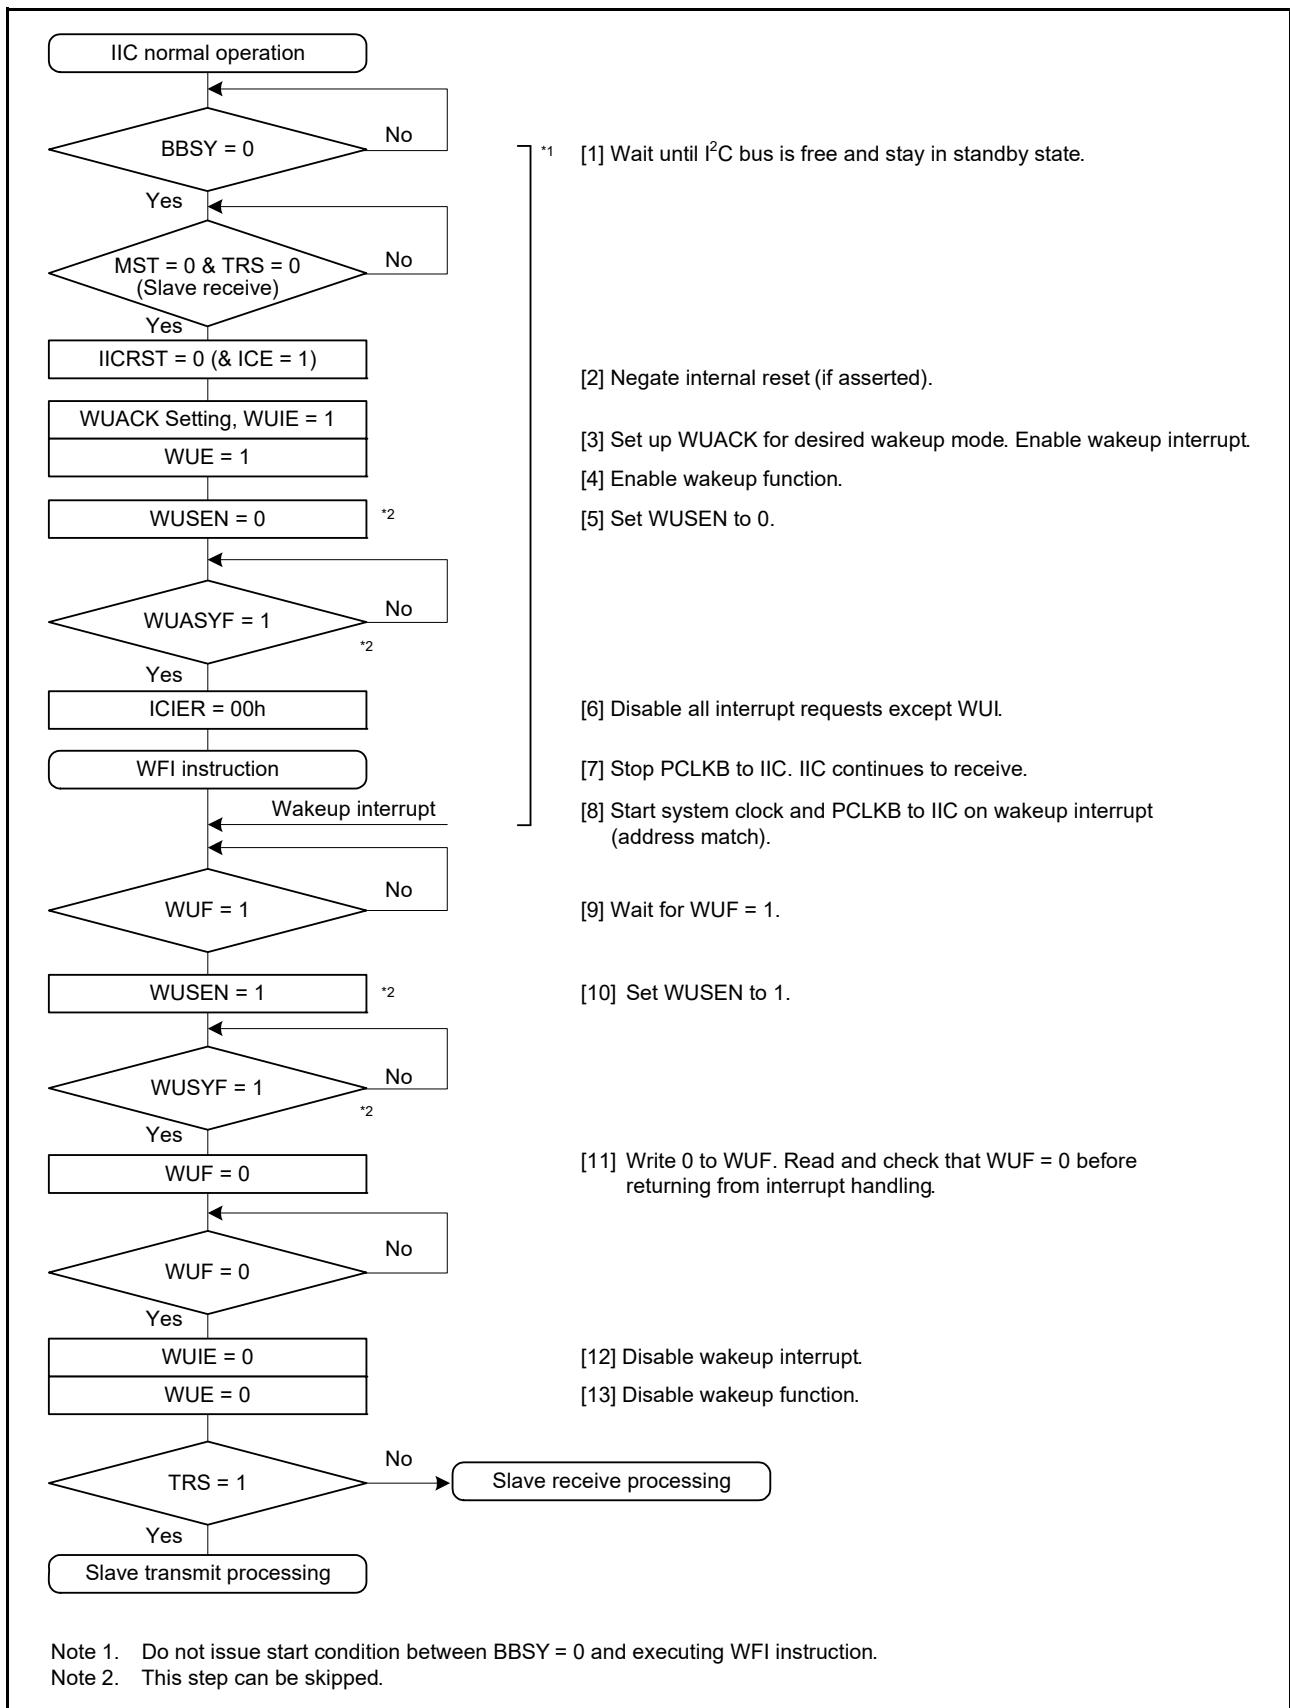 IIC normal operation
No
BBSY = 0
*1
[1] Wait until I²C bus is free and stay in standby state.
Yes
No
MST = 0 & TRS = 0
(Slave receive)
Yes
IICRST = 0 (& ICE = 1)
[2] Negate internal reset (if asserted).
WUACK Setting, WUIE = 1
[3] Set up WUACK for desired wakeup mode. Enable wakeup interrupt.
WUE = 1
[4] Enable wakeup function.
WUSEN = 0
*2
[5] Set WUSEN to 0.
No
WUASYF = 1
*2
Yes
ICIER = 00h
[6] Disable all interrupt requests except WUI.
WFI instruction
[7] Stop PCLKB to IIC. IIC continues to receive.
Wakeup interrupt
[8] Start system clock and PCLKB to IIC on wakeup interrupt
(address match).
No
WUF = 1
[9] Wait for WUF = 1.
WUSEN = 1
*2
[10] Set WUSEN to 1.
No
WUSYF = 1
*2
Yes
WUF = 0
[11] Write 0 to WUF. Read and check that WUF = 0 before
returning from interrupt handling.
No
WUF = 0
Yes
WUIE = 0
[12] Disable wakeup interrupt.
WUE = 0
[13] Disable wakeup function.
No
TRS = 1
Slave receive processing
Yes
Slave transmit processing
Note 1. Do not issue start condition between BBSY = 0 and executing WFI instruction.
Note 2. This step can be skipped.